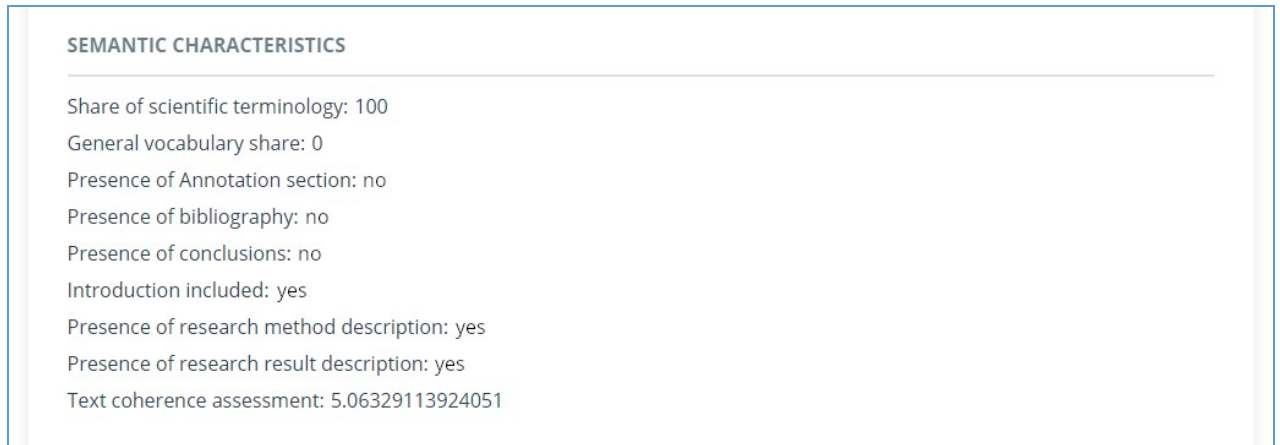 SEMANTIC CHARACTERISTICS
Share of scientific terminology: 100
General vocabulary share: 0
Presence of Annotation section: no
Presence of bibliography: no
Presence of conclusions: no
Introduction included: yes
Presence of research method description: yes
Presence of research result description: yes
Text coherence assessment: 5.06329113924051